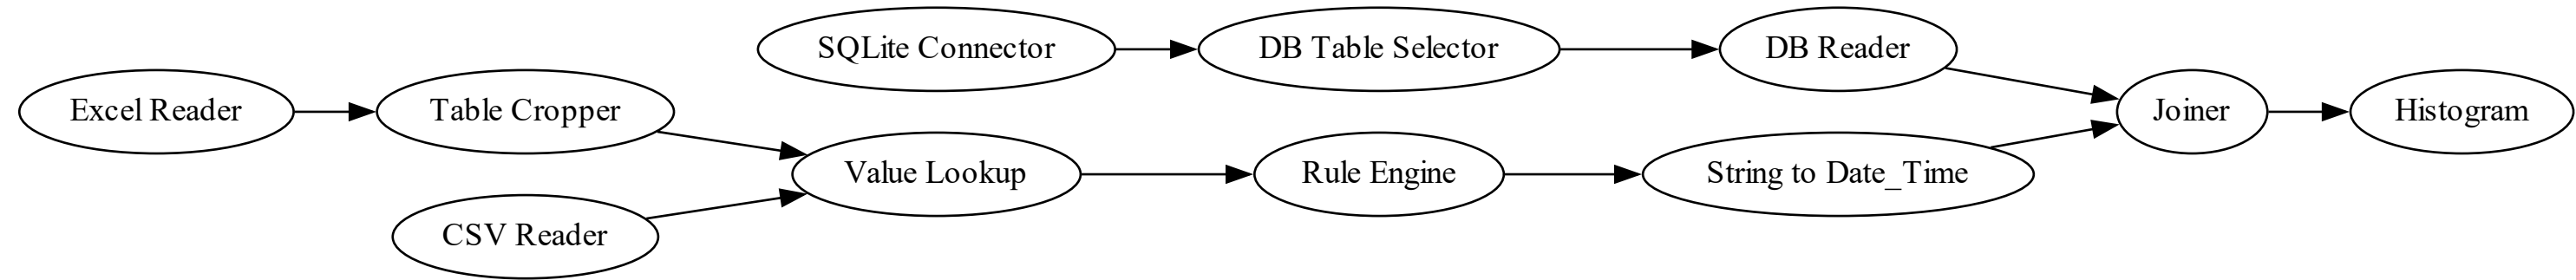 SQLite Connector
DB Table Selector
DB Reader
Excel Reader
Table Cropper
Joiner
Histogram
Value Lookup
Rule Engine
String to Date_Time
CSV Reader